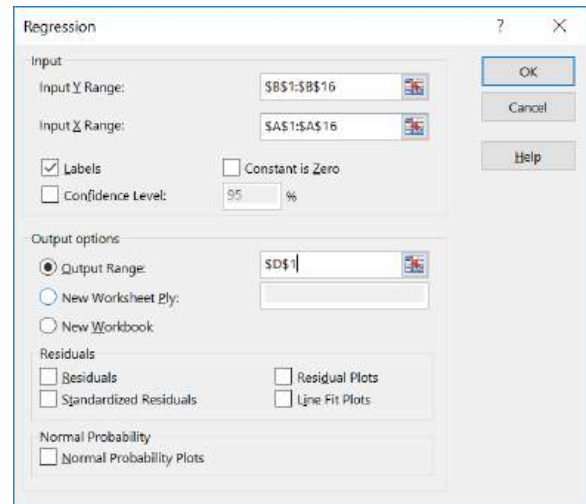 Regression
? ×
Input
Input Y Range: $B$1:$B$16
Input X Range: $A$1:$A$16
Labels Constant is Zero
Confidence Level: 95 %
OK
Cancel
Help
Output options
Output Range: $D$1
New Worksheet Ply:
New Workbook
Residuals
Residuals Residual Plots
Standardized Residuals Line Fit Plots
Normal Probability
Normal Probability Plots